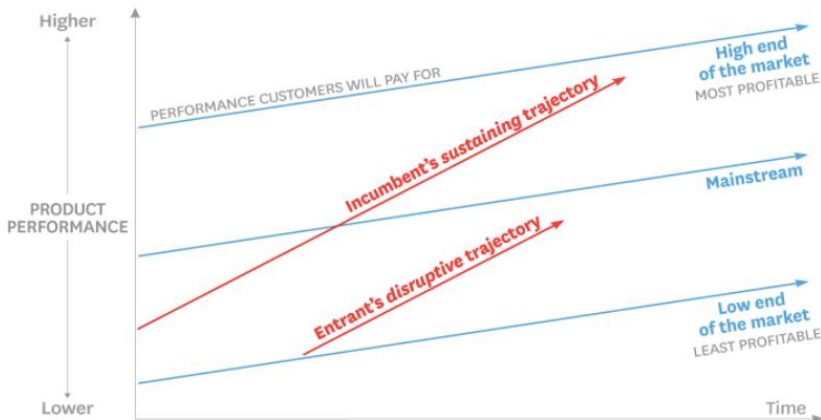 Higher
PERFORMANCE CUSTOMERS WILL PAY FOR
High end
of the market
MOST PROFITABLE
Incumbent's sustaining trajectory
Mainstream
PRODUCT
PERFORMANCE
Entrant's disruptive trajectory
Low end
of the market
LEAST PROFITABLE
Lower
Time